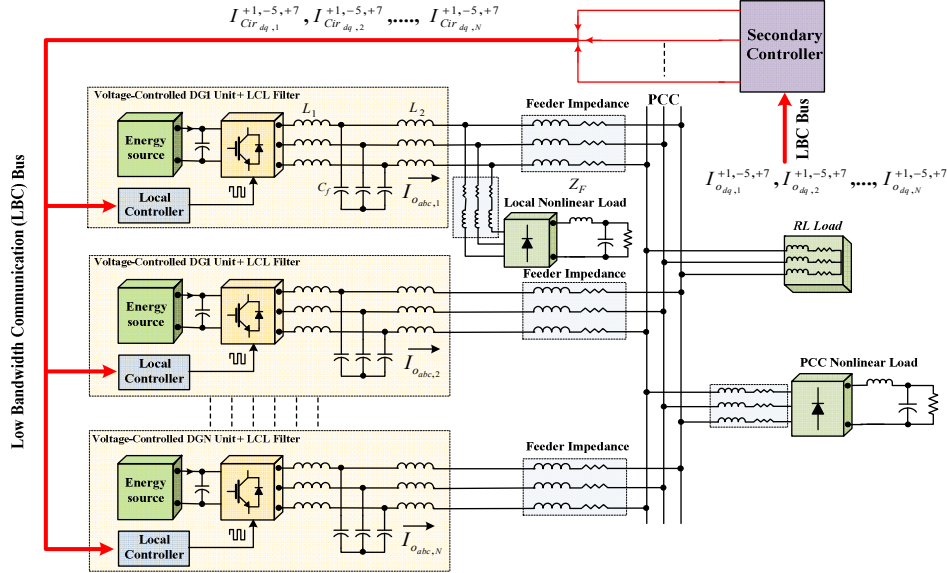 I_{Cir_{dq,1}}^{+1,-5,+7}, I_{Cir_{dq,2}}^{+1,-5,+7}, ...., I_{Cir_{dq,N}}^{+1,-5,+7}
Secondary
Controller
LBC Bus
I_{o_{dq,1}}^{+1,-5,+7}, I_{o_{dq,2}}^{+1,-5,+7}, ..., I_{o_{dq,N}}^{+1,-5,+7}
Low Bandwidth Communication (LBC) Bus
Voltage-Controlled DG1 Unit+ LCL Filter
L_1
L_2
Energy
source
Local
Controller
C_f
I_{o_{abc,1}}
Feeder Impedance
PCC
Z_F
Local Nonlinear Load
RL Load
Voltage-Controlled DG1 Unit+ LCL Filter
Energy
source
Local
Controller
I_{o_{abc,2}}
Feeder Impedance
PCC Nonlinear Load
Voltage-Controlled DGN Unit+ LCL Filter
Energy
source
Local
Controller
I_{o_{abc,N}}
Feeder Impedance